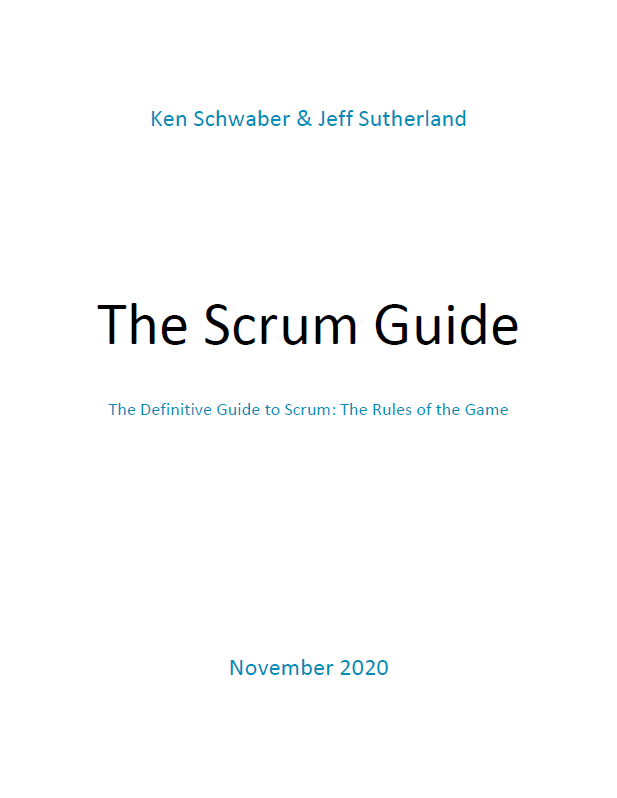 Ken Schwaber & Jeff Sutherland
The Scrum Guide
The Definitive Guide to Scrum: The Rules of the Game
November 2020